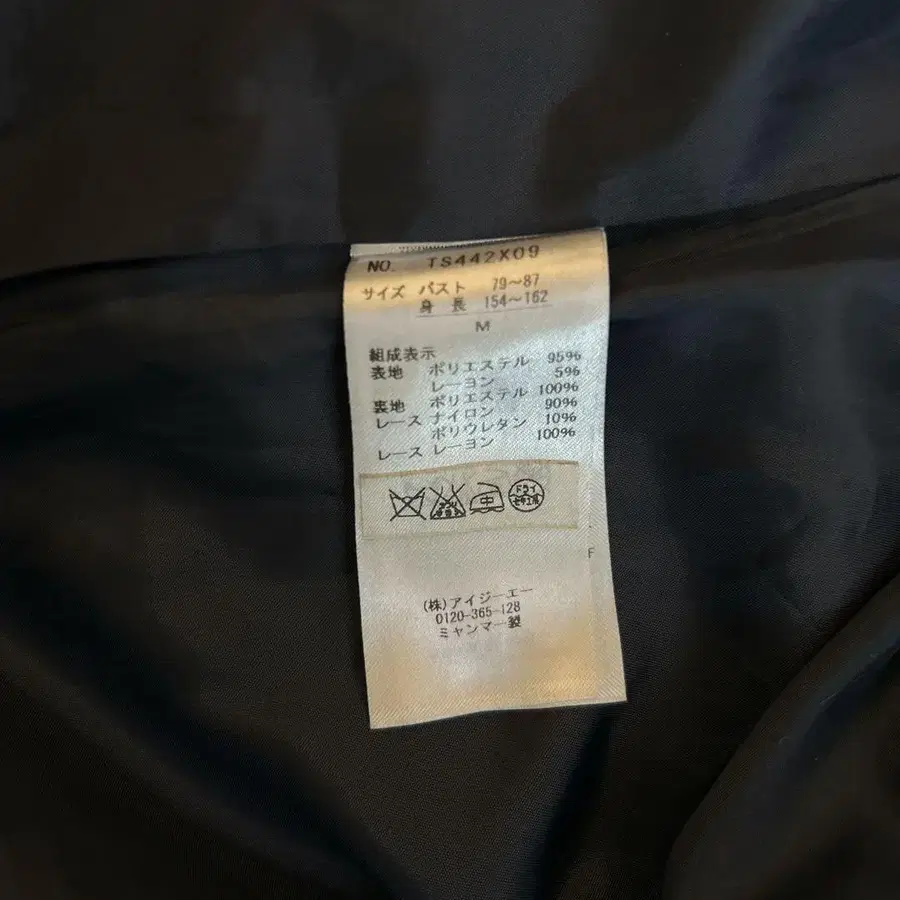 NO. TS442X09
サイズ バスト 79～87
身長 154～162
M
組成表示
表地 ポリエステル 95%
レーヨン 5%
裏地 ポリエステル 100%
レース ナイロン 90%
ポリウレタン 10%
レース レーヨン 100%
中
ドライ
F
(株)アイジーエー
0120-365-128
ミャンマー製